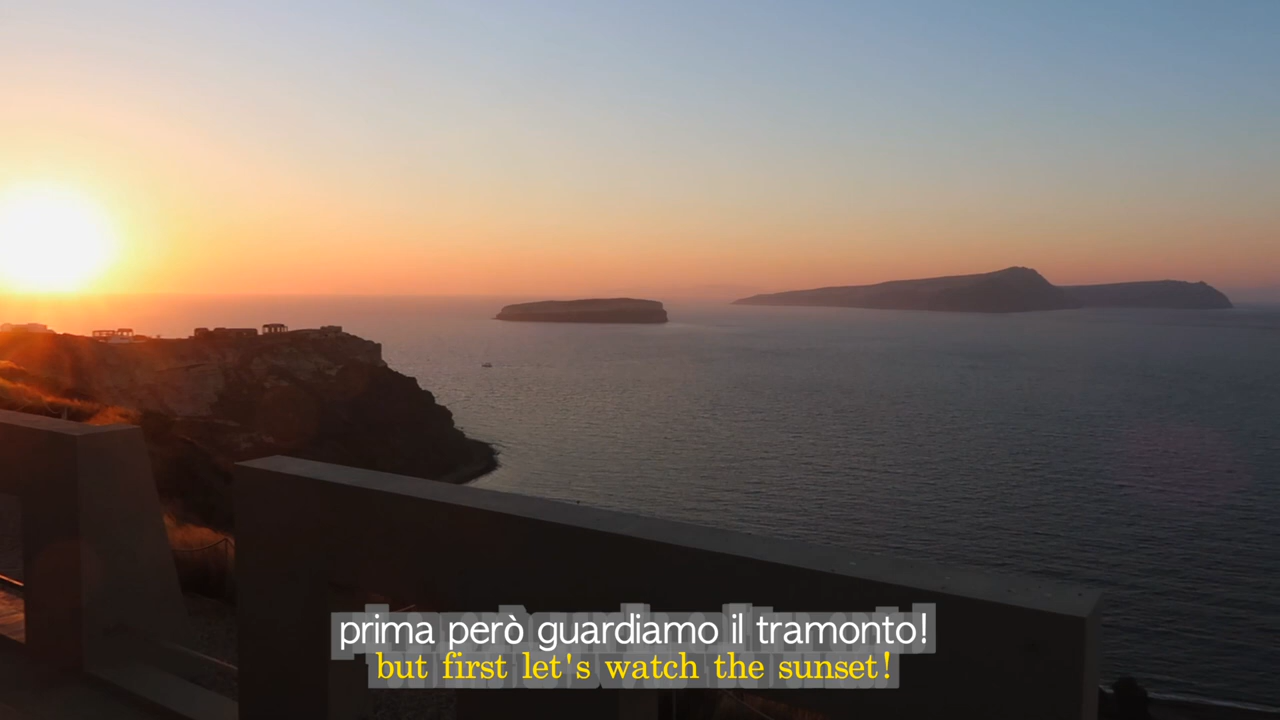 prima però guardiamo il tramonto!
but first let's watch the sunset!